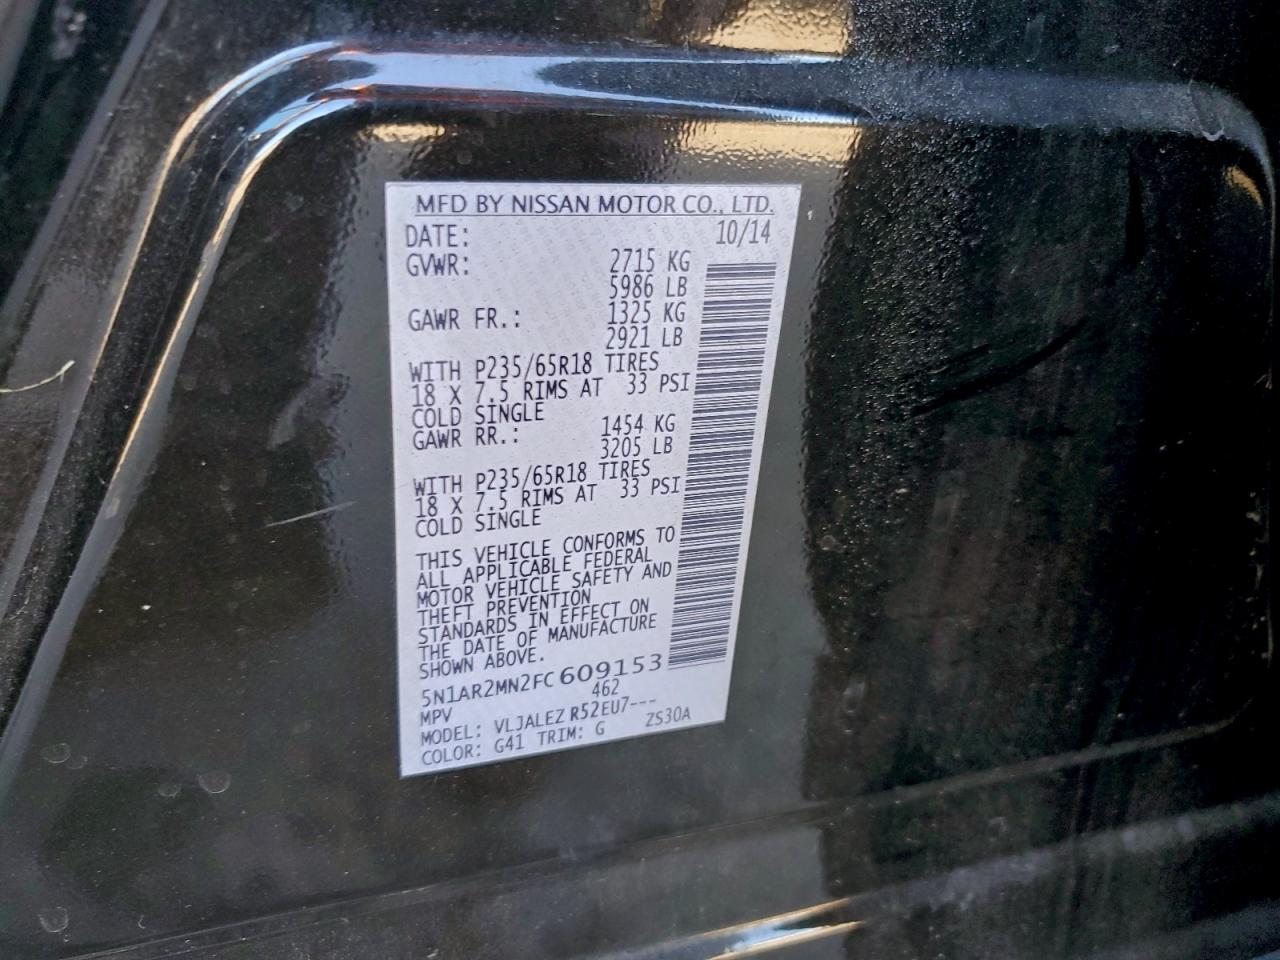 MFD BY NISSAN MOTOR CO., LTD.
DATE: 10/14
GVWR: 2715 KG
5986 LB
GAWR FR.: 1325 KG
2921 LB
WITH P235/65R18 TIRES
18 X 7.5 RIMS AT 33 PSI
COLD SINGLE
GAWR RR.: 1454 KG
3205 LB
WITH P235/65R18 TIRES
18 X 7.5 RIMS AT 33 PSI
COLD SINGLE
THIS VEHICLE CONFORMS TO
ALL APPLICABLE FEDERAL
MOTOR VEHICLE SAFETY AND
THEFT PREVENTION
STANDARDS IN EFFECT ON
THE DATE OF MANUFACTURE
SHOWN ABOVE.
5N1AR2MN2FC609153
MPV 462
MODEL: VLJALEZ R52EU7---
COLOR: G41 TRIM: G ZS30A